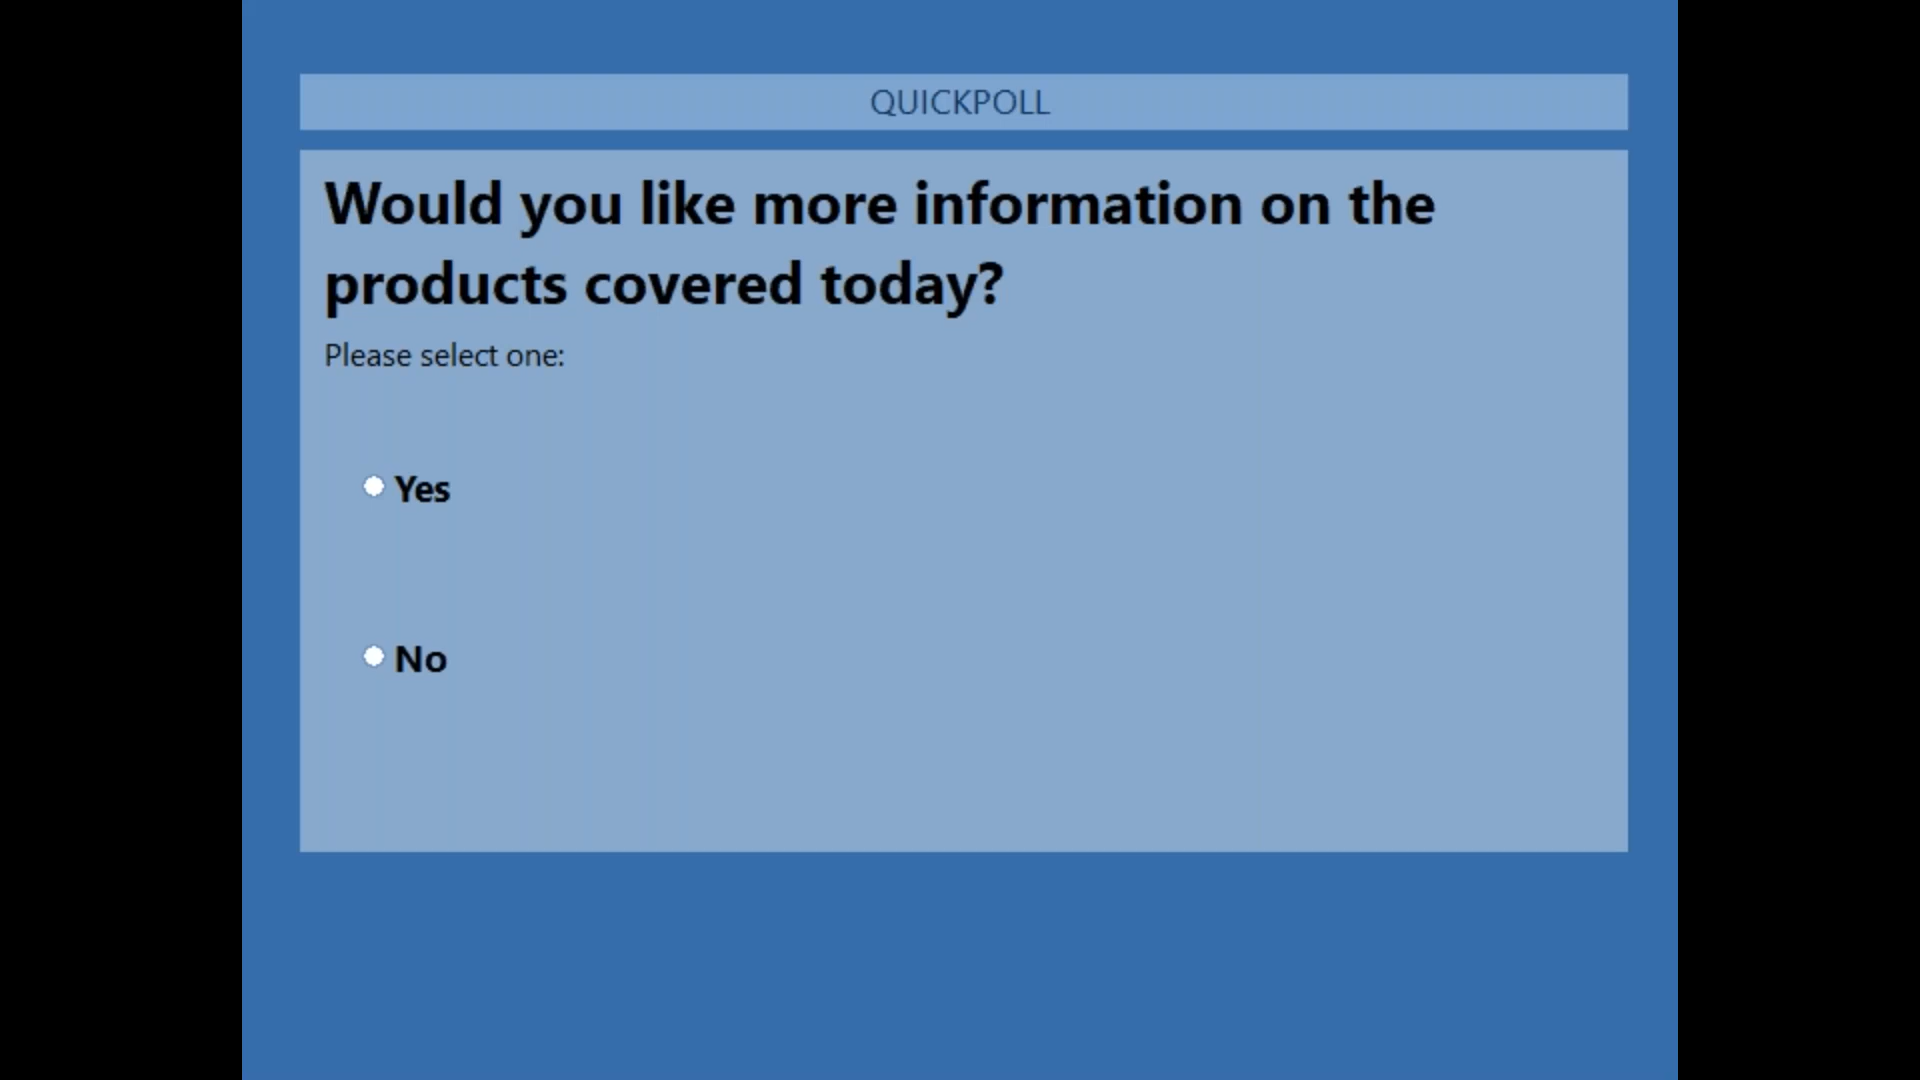 QUICKPOLL
Would you like more information on the
products covered today?
Please select one:
Yes
No